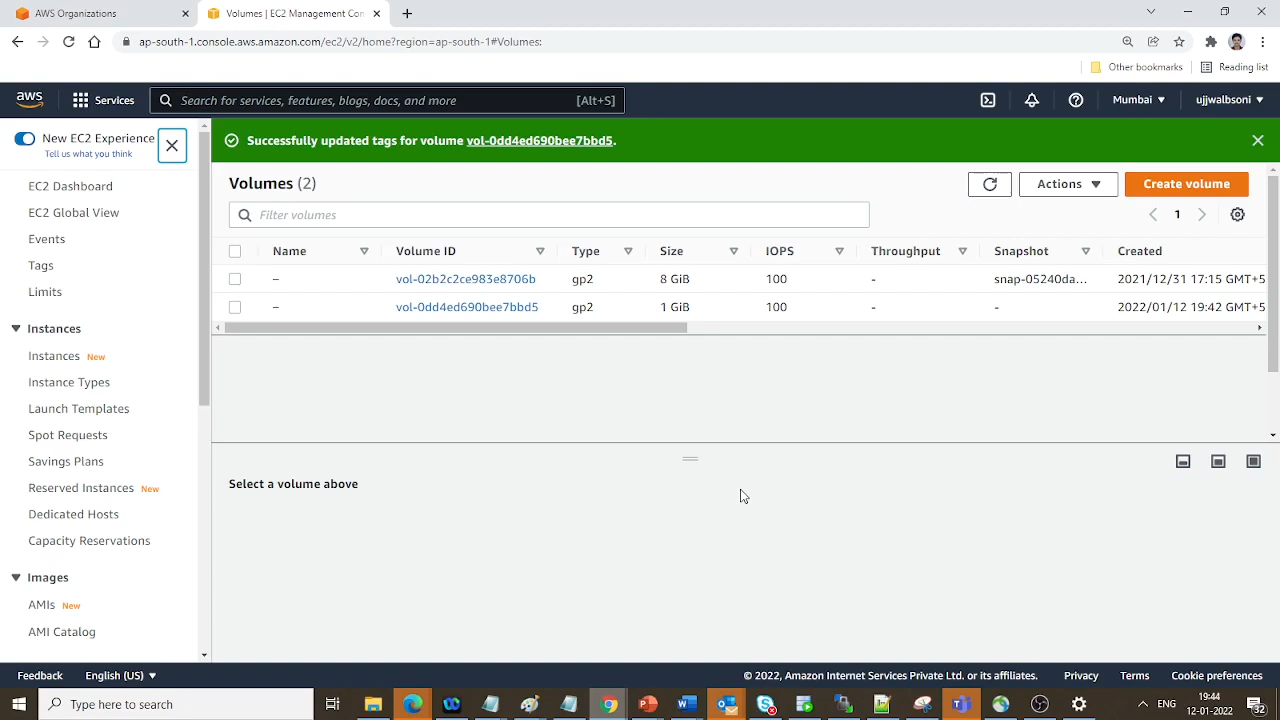 AWS Organizations
Volumes | EC2 Management Con
ap-south-1.console.aws.amazon.com/ec2/v2/home?region=ap-south-1#Volumes:
Other bookmarks
Reading list
aws
Services
Search for services, features, blogs, docs, and more [Alt+S]
Mumbai
ujjwalbsoni
New EC2 Experience
Tell us what you think
EC2 Dashboard
EC2 Global View
Events
Tags
Limits
Instances
Instances New
Instance Types
Launch Templates
Spot Requests
Savings Plans
Reserved Instances New
Dedicated Hosts
Capacity Reservations
Images
AMIs New
AMI Catalog
Successfully updated tags for volume vol-0dd4ed690bee7bbd5.
Volumes (2)
Actions
Create volume
Filter volumes
1
Name Volume ID Type Size IOPS Throughput Snapshot Created
– vol-02b2c2ce983e8706b gp2 8 GiB 100 - snap-05240da... 2021/12/31 17:15 GMT+5
– vol-0dd4ed690bee7bbd5 gp2 1 GiB 100 - - 2022/01/12 19:42 GMT+5
Select a volume above
Feedback English (US) © 2022, Amazon Internet Services Private Ltd. or its affiliates. Privacy Terms Cookie preferences
Type here to search
ENG
19:44
12-01-2022
2